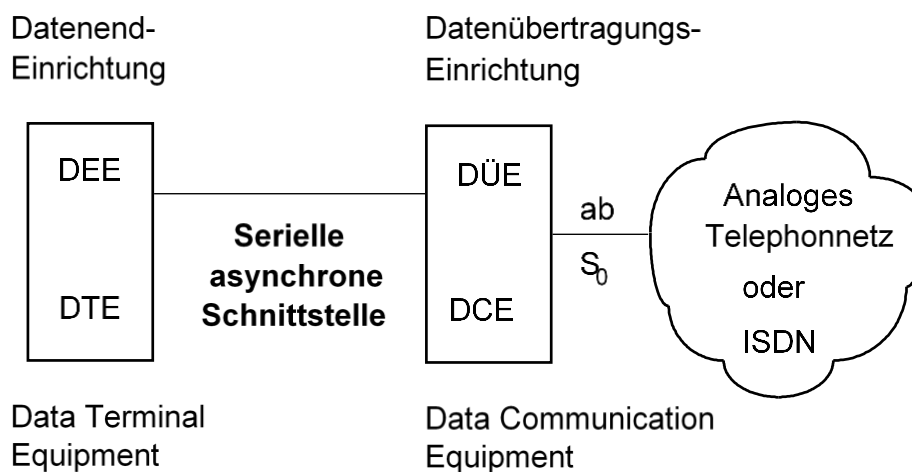 Datenend-
Einrichtung
Datenübertragungs-
Einrichtung
DEE
DTE
Serielle
asynchrone
Schnittstelle
DÜE
DCE
ab
S0
Analoges
Telephonnetz
oder
ISDN
Data Terminal
Equipment
Data Communication
Equipment